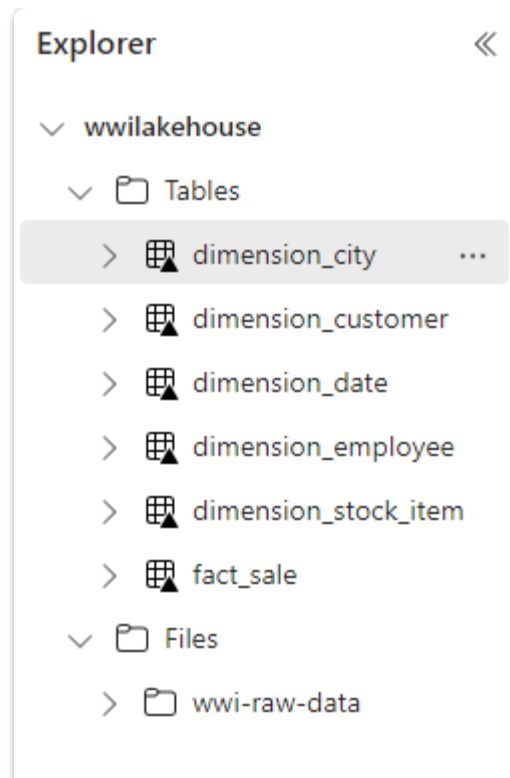 Explorer
wwilakehouse
Tables
dimension_city
dimension_customer
dimension_date
dimension_employee
dimension_stock_item
fact_sale
Files
wwi-raw-data